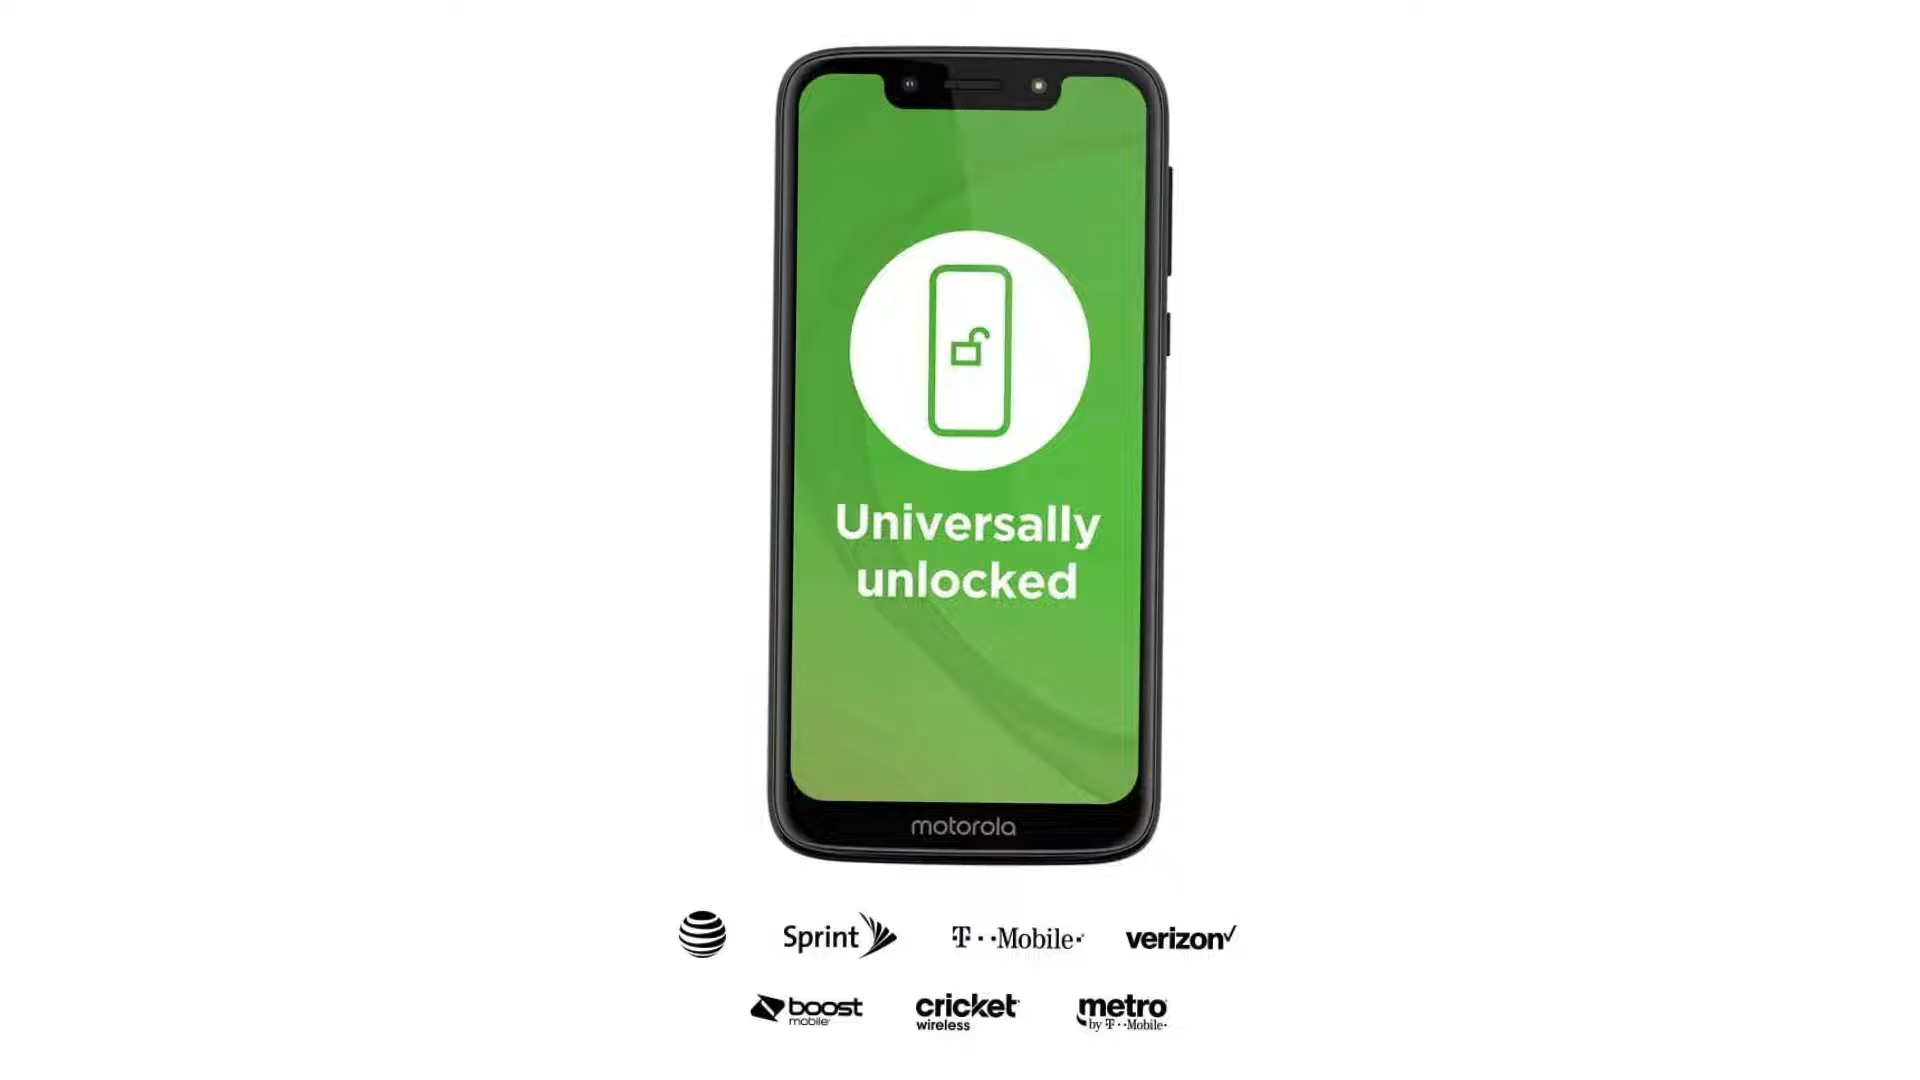 Universally
unlocked
motorola
Sprint
T··Mobile·
verizon✓
boost
mobile
cricket
wireless
metro
by T··Mobile·